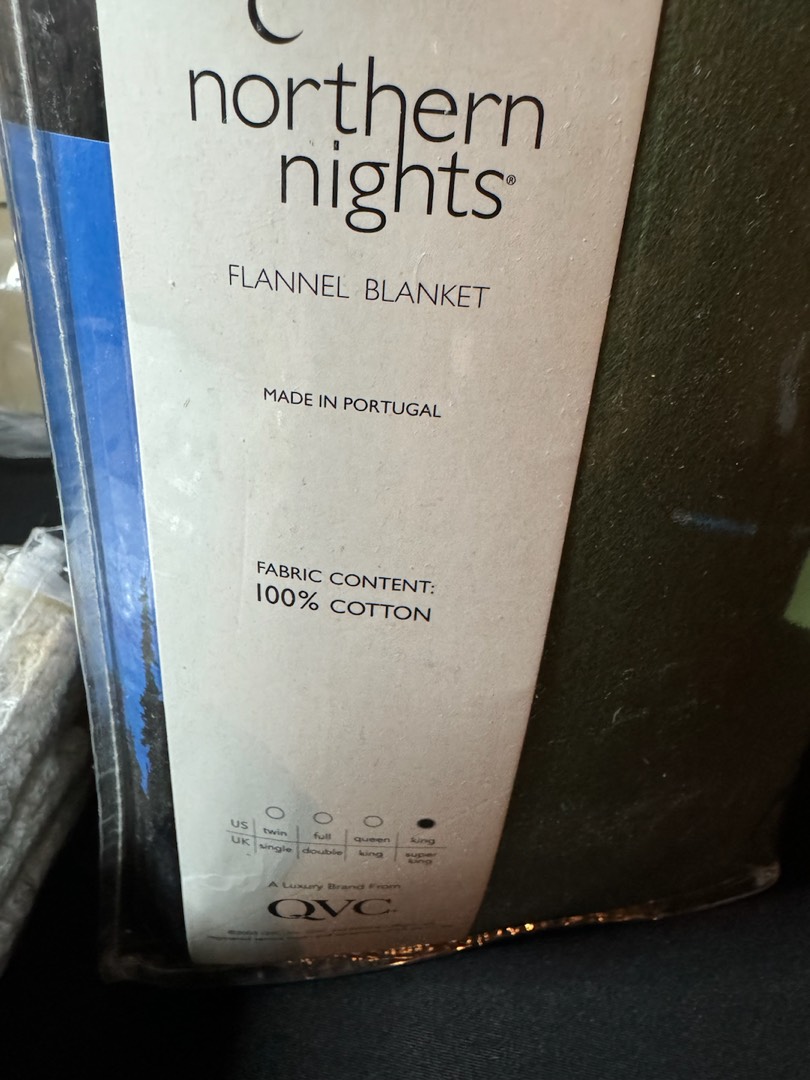 northern
nights®
FLANNEL BLANKET
MADE IN PORTUGAL
FABRIC CONTENT:
100% COTTON
US twin full queen king
UK single double king super king
A Luxury Brand From
QVC